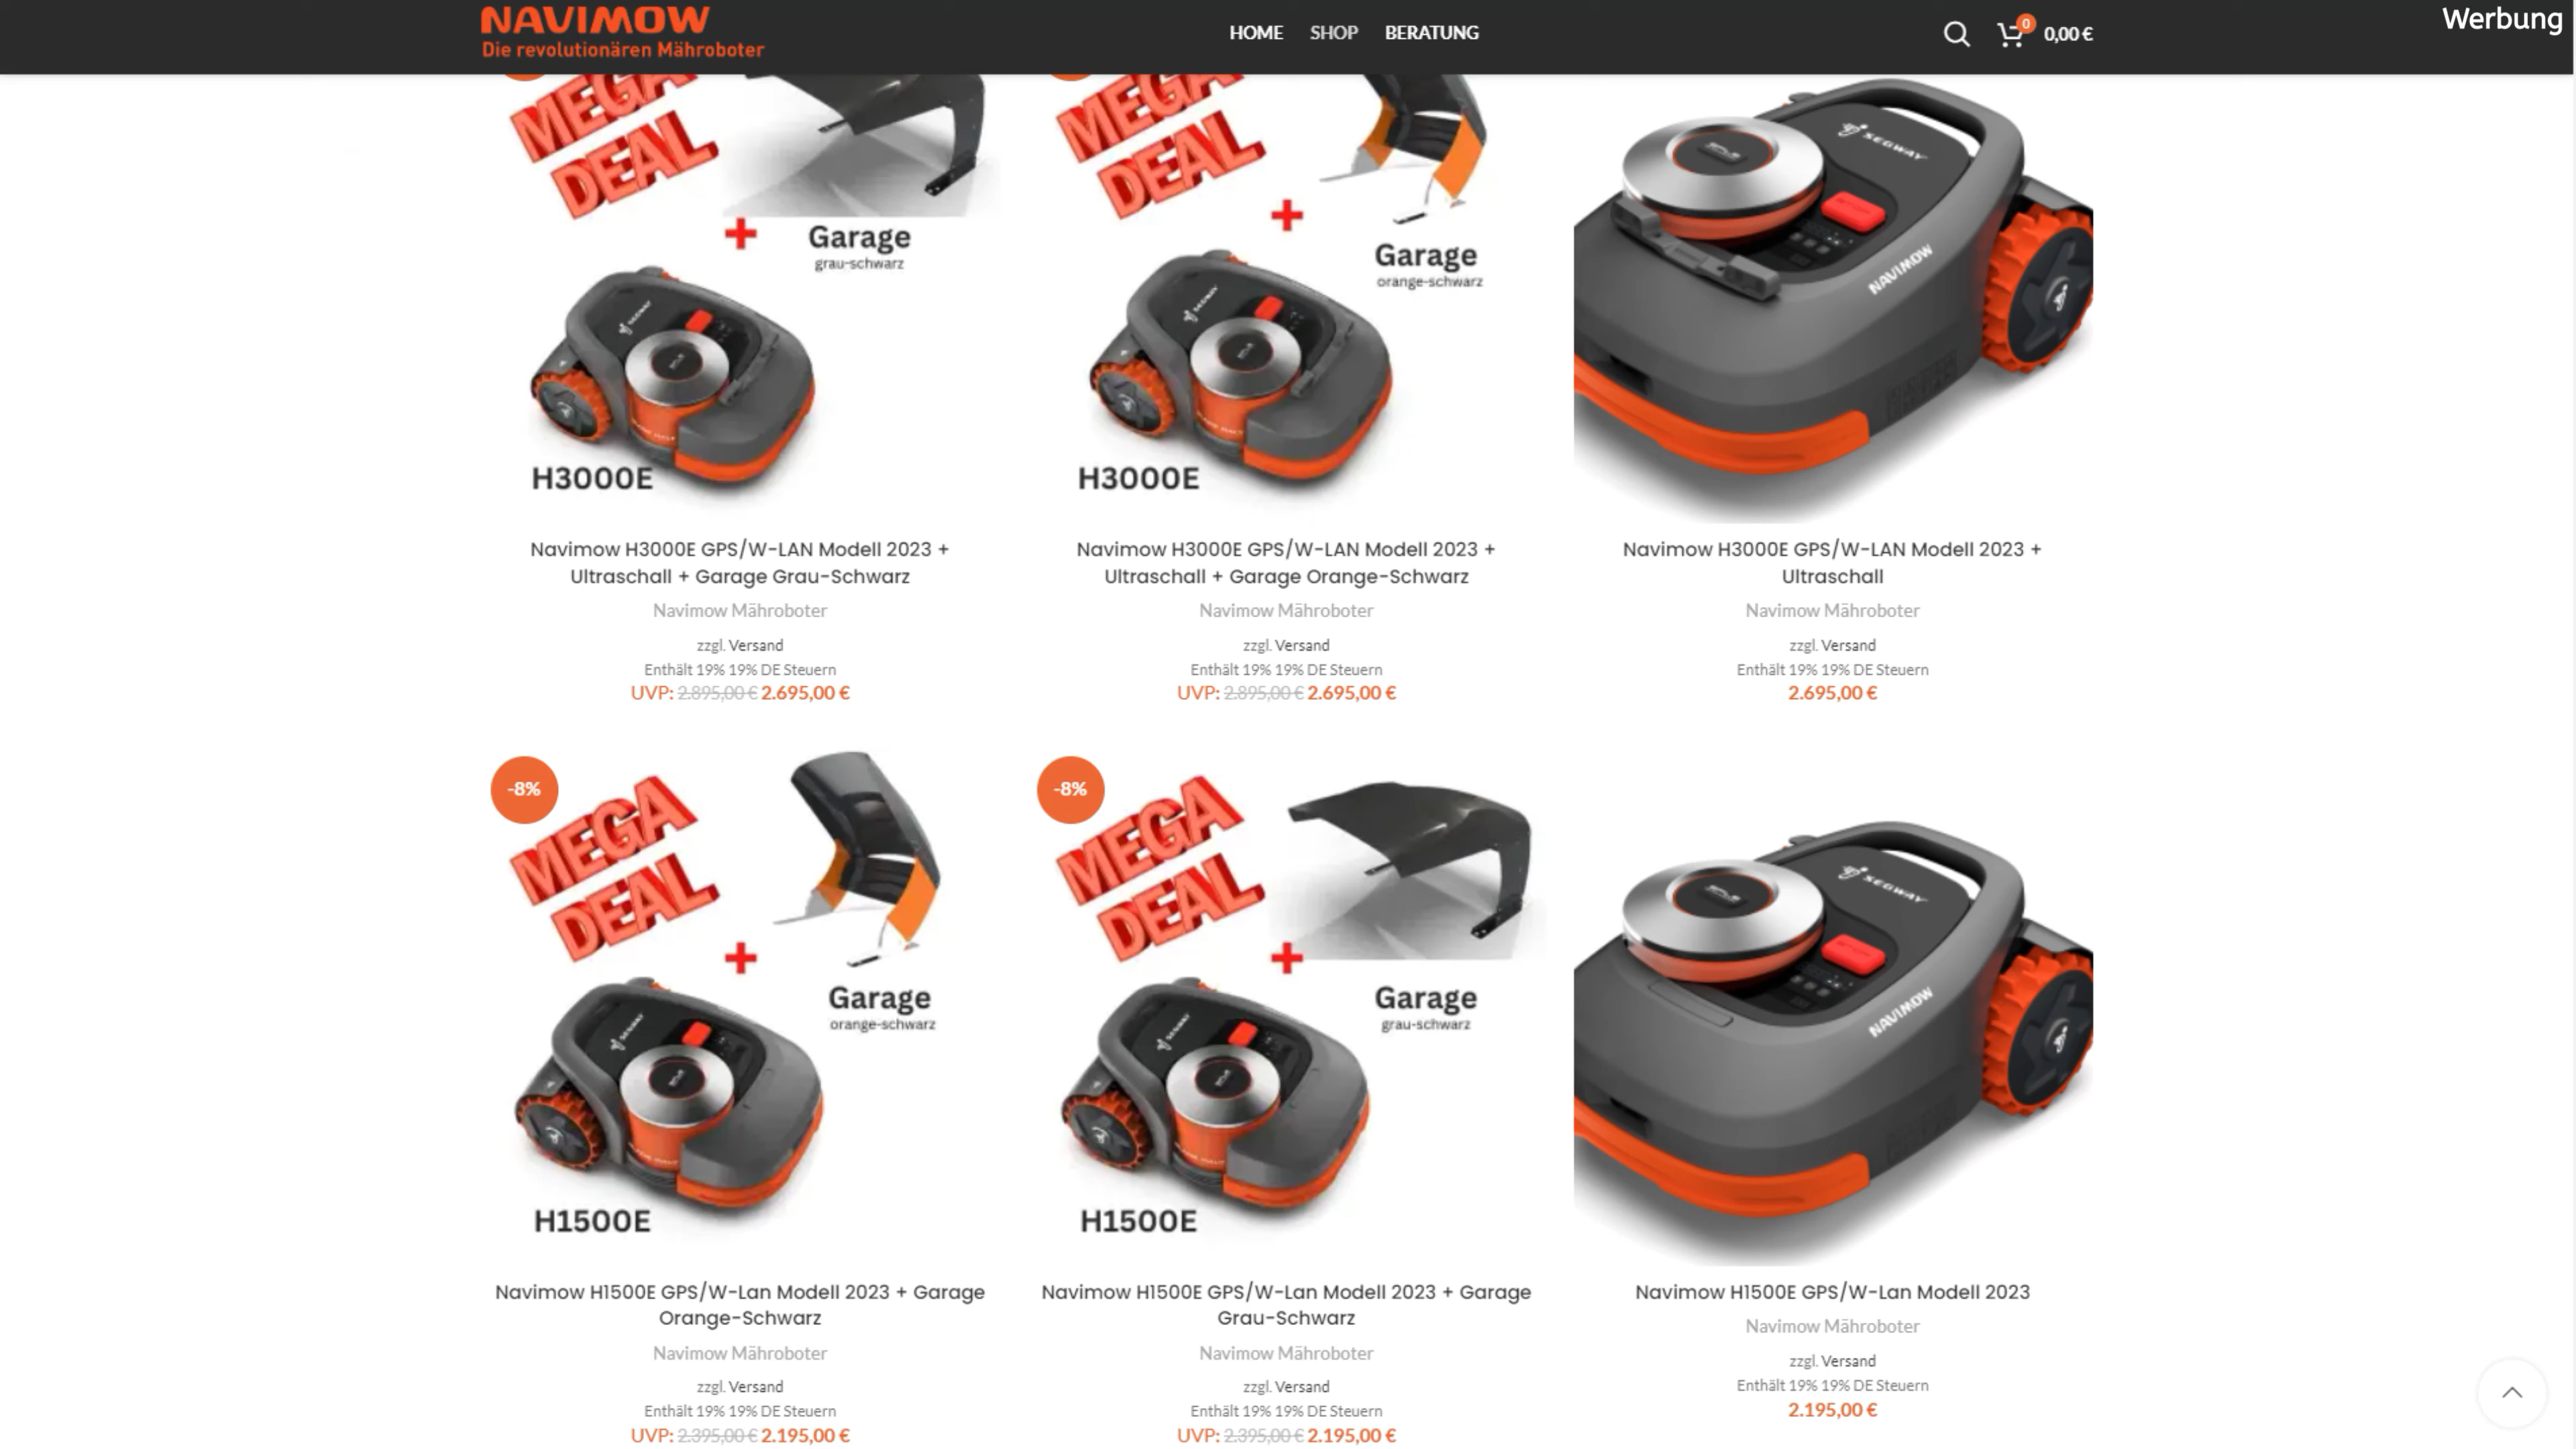 NAVIMOW
Die revolutionären Mähroboter
HOME SHOP BERATUNG
0
0,00 €
Werbung
MEGA DEAL
Garage
grau-schwarz
H3000E
Navimow H3000E GPS/W-LAN Modell 2023 +
Ultraschall + Garage Grau-Schwarz
Navimow Mähroboter
zzgl. Versand
Enthält 19% 19% DE Steuern
UVP: 2.895,00 € 2.695,00 €
MEGA DEAL
Garage
orange-schwarz
H3000E
Navimow H3000E GPS/W-LAN Modell 2023 +
Ultraschall + Garage Orange-Schwarz
Navimow Mähroboter
zzgl. Versand
Enthält 19% 19% DE Steuern
UVP: 2.895,00 € 2.695,00 €
SEGWAY
NAVIMOW
Navimow H3000E GPS/W-LAN Modell 2023 +
Ultraschall
Navimow Mähroboter
zzgl. Versand
Enthält 19% 19% DE Steuern
2.695,00 €
-8%
MEGA
DEAL
Garage
orange-schwarz
H1500E
Navimow H1500E GPS/W-Lan Modell 2023 + Garage
Orange-Schwarz
Navimow Mähroboter
zzgl. Versand
Enthält 19% 19% DE Steuern
UVP: 2.395,00 € 2.195,00 €
-8%
MEGA
DEAL
Garage
grau-schwarz
H1500E
Navimow H1500E GPS/W-Lan Modell 2023 + Garage
Grau-Schwarz
Navimow Mähroboter
zzgl. Versand
Enthält 19% 19% DE Steuern
UVP: 2.395,00 € 2.195,00 €
SEGWAY
NAVIMOW
Navimow H1500E GPS/W-Lan Modell 2023
Navimow Mähroboter
zzgl. Versand
Enthält 19% 19% DE Steuern
2.195,00 €